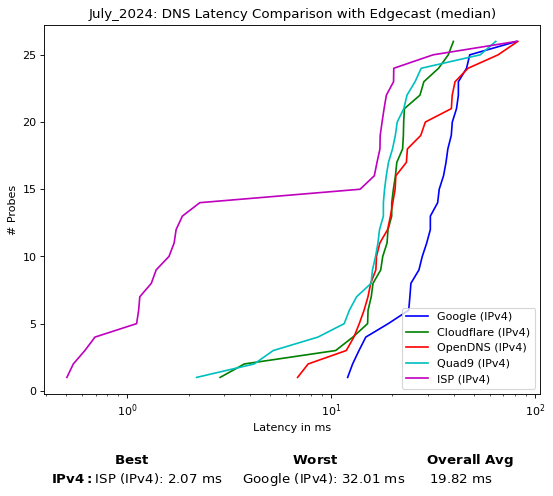 July_2024: DNS Latency Comparison with Edgecast (median)
25
20
15
10
5
0
# Probes
Google (IPv4)
Cloudflare (IPv4)
OpenDNS (IPv4)
Quad9 (IPv4)
ISP (IPv4)
10⁰ 10¹ 10²
Latency in ms
Best Worst Overall Avg
IPv4: ISP (IPv4): 2.07 ms Google (IPv4): 32.01 ms 19.82 ms